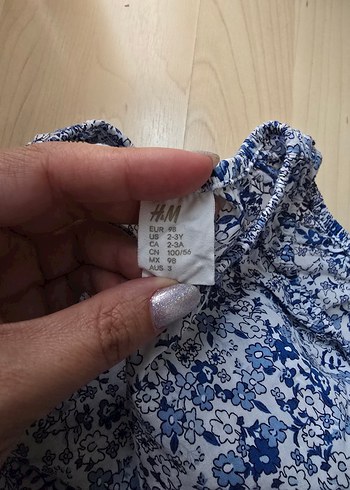 H&M
EUR 98
US 2-3Y
CA 2-3A
CN 100/56
MX 98
AUS 3